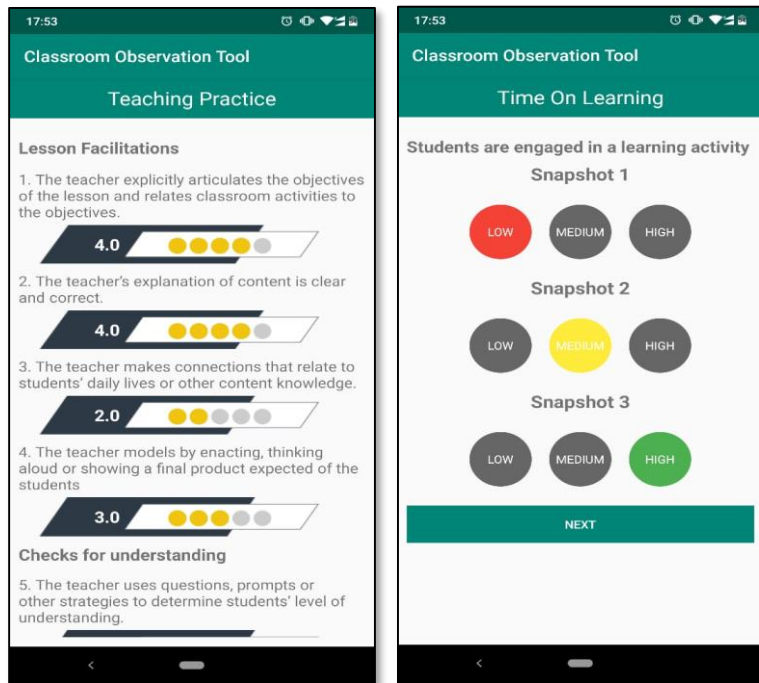 17:53
Classroom Observation Tool
Teaching Practice
Lesson Facilitations
1. The teacher explicitly articulates the objectives
of the lesson and relates classroom activities to
the objectives.
4.0
2. The teacher's explanation of content is clear
and correct.
4.0
3. The teacher makes connections that relate to
students' daily lives or other content knowledge.
2.0
4. The teacher models by enacting, thinking
aloud or showing a final product expected of the
students
3.0
Checks for understanding
5. The teacher uses questions, prompts or
other strategies to determine students' level of
understanding.
17:53
Classroom Observation Tool
Time On Learning
Students are engaged in a learning activity
Snapshot 1
LOW MEDIUM HIGH
Snapshot 2
LOW MEDIUM HIGH
Snapshot 3
LOW MEDIUM HIGH
NEXT